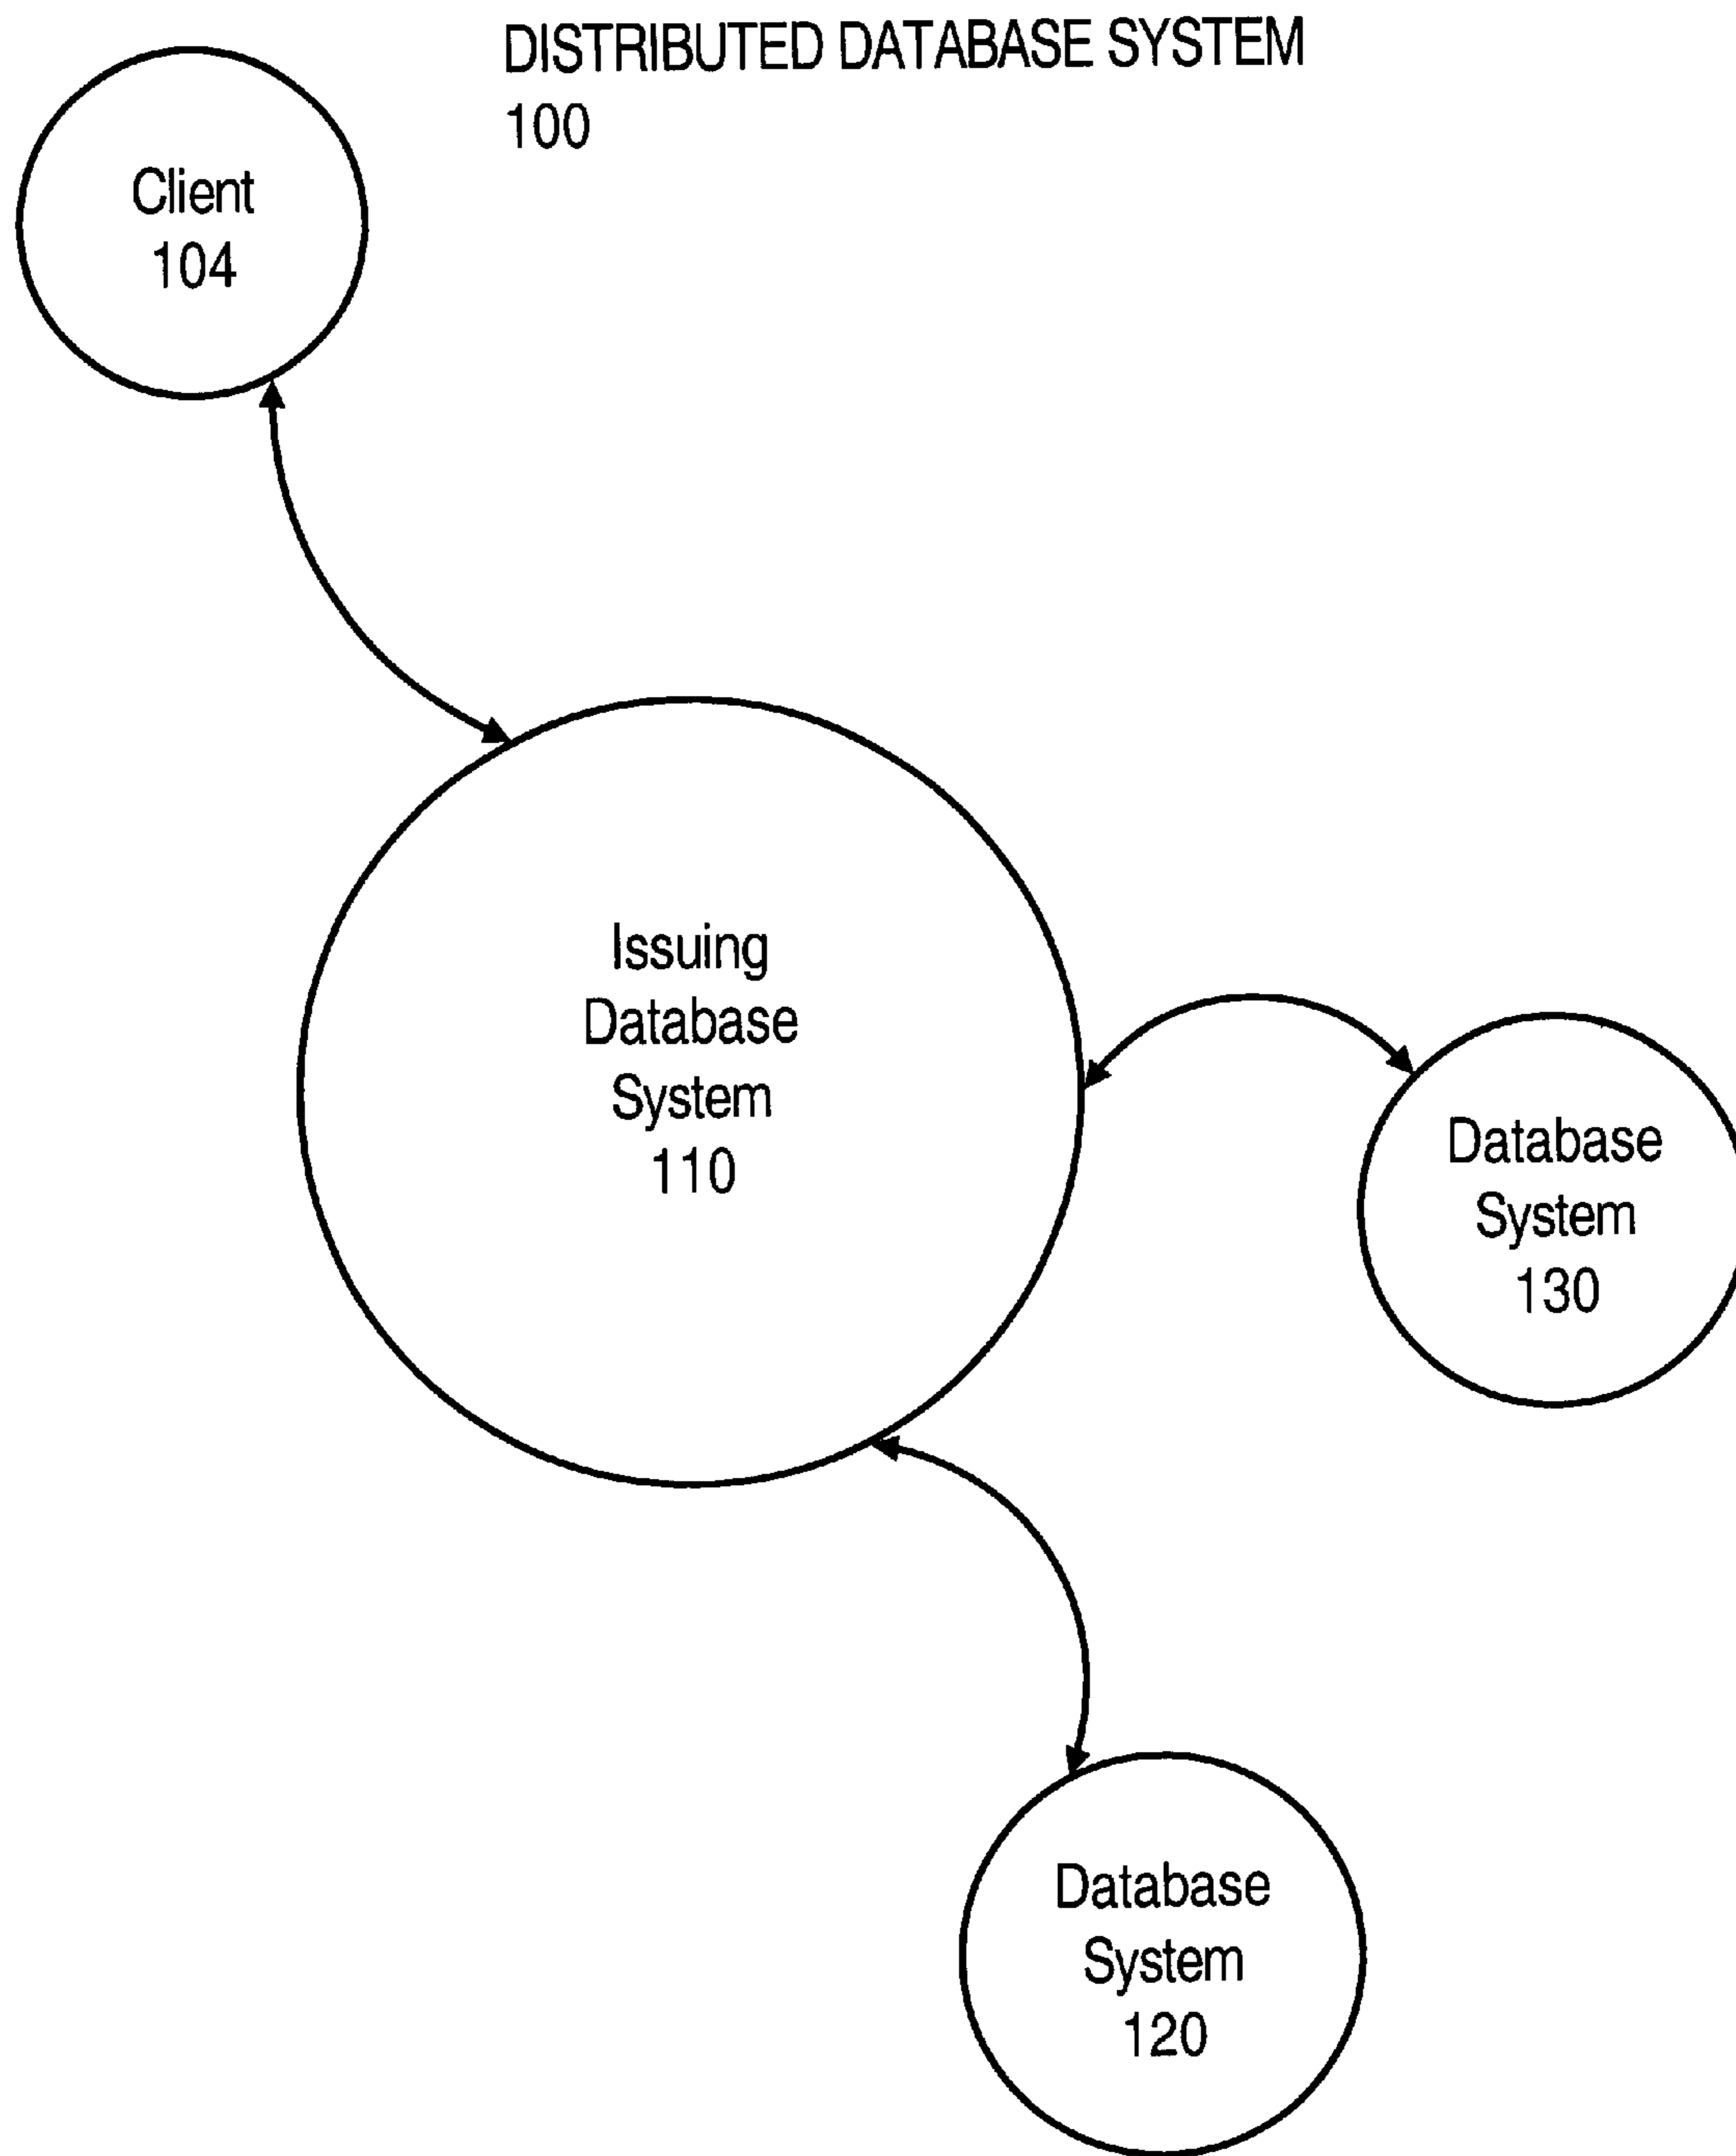 DISTRIBUTED DATABASE SYSTEM
100
Client
104
Issuing
Database
System
110
Database
System
130
Database
System
120